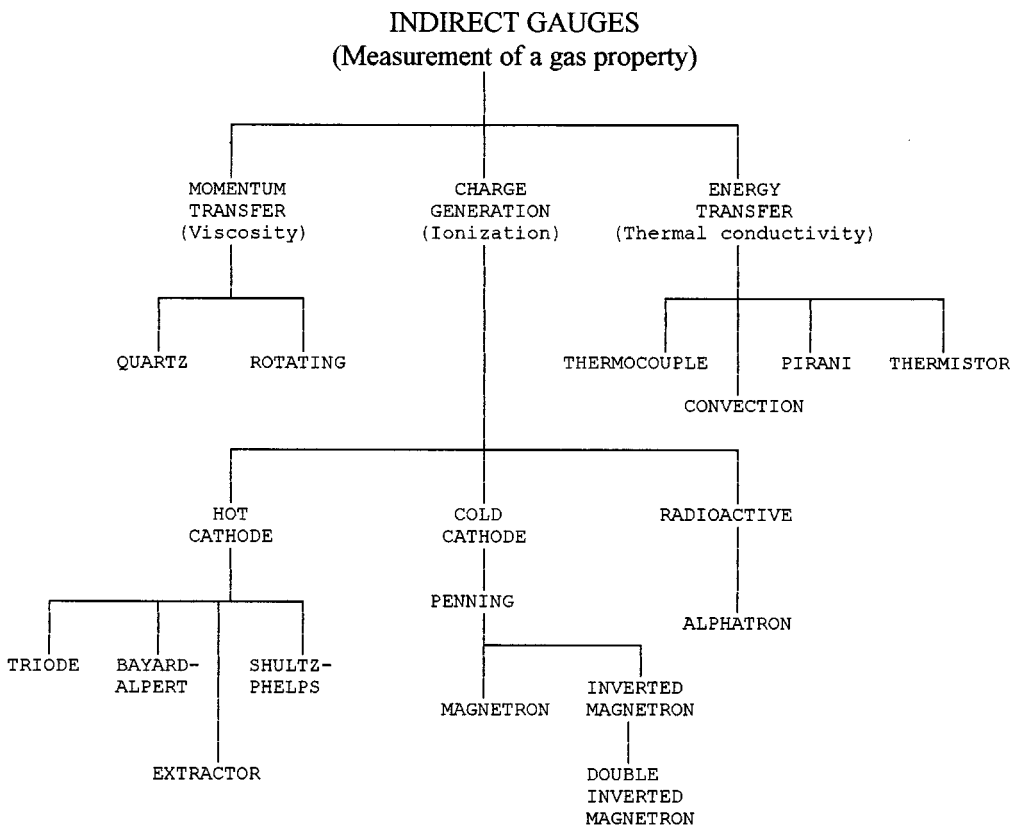 INDIRECT GAUGES
(Measurement of a gas property)
MOMENTUM
TRANSFER
(Viscosity)
CHARGE
GENERATION
(Ionization)
ENERGY
TRANSFER
(Thermal conductivity)
QUARTZ
ROTATING
THERMOCOUPLE
PIRANI
THERMISTOR
CONVECTION
HOT
CATHODE
COLD
CATHODE
RADIOACTIVE
PENNING
ALPHATRON
TRIODE
BAYARD-
ALPERT
SHULTZ-
PHELPS
EXTRACTOR
MAGNETRON
INVERTED
MAGNETRON
DOUBLE
INVERTED
MAGNETRON